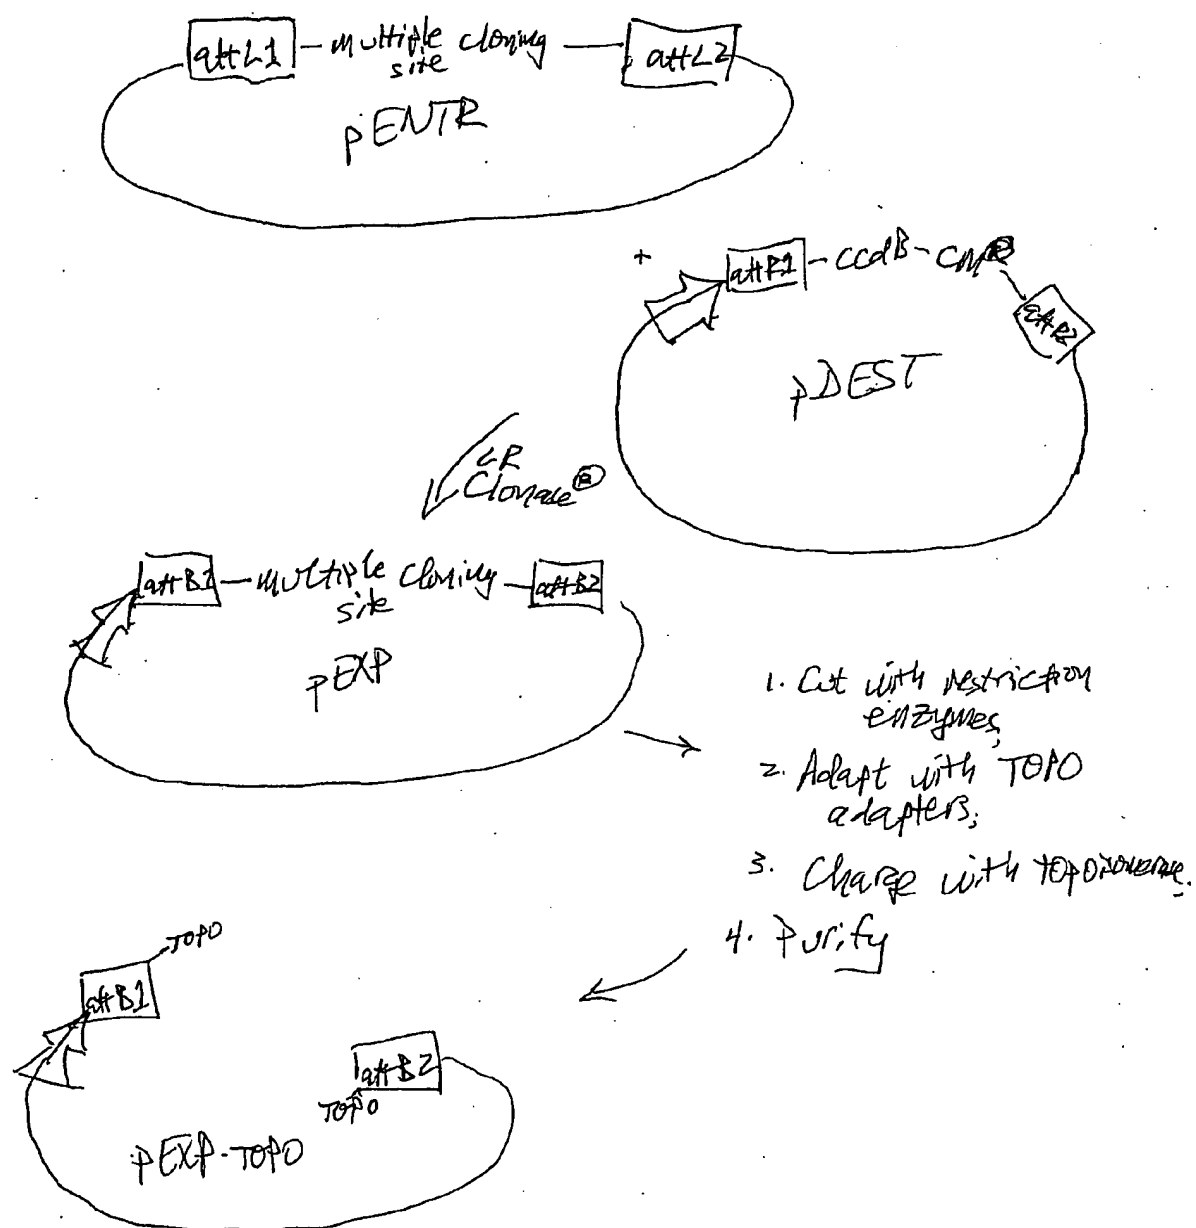 attL1 - multiple cloning — attL2
site
pENTR
+
attR1 - ccdB - CmR
attR2
pDEST
LR
Clonase®
attB1 - multiple cloning - attB2
site
pEXP
1. Cut with restriction
enzymes;
2. Adapt with TOPO
adapters;
3. Charge with topoisomerase.
4. Purify
TOPO
attB1
attB2
TOPO
pEXP-TOPO